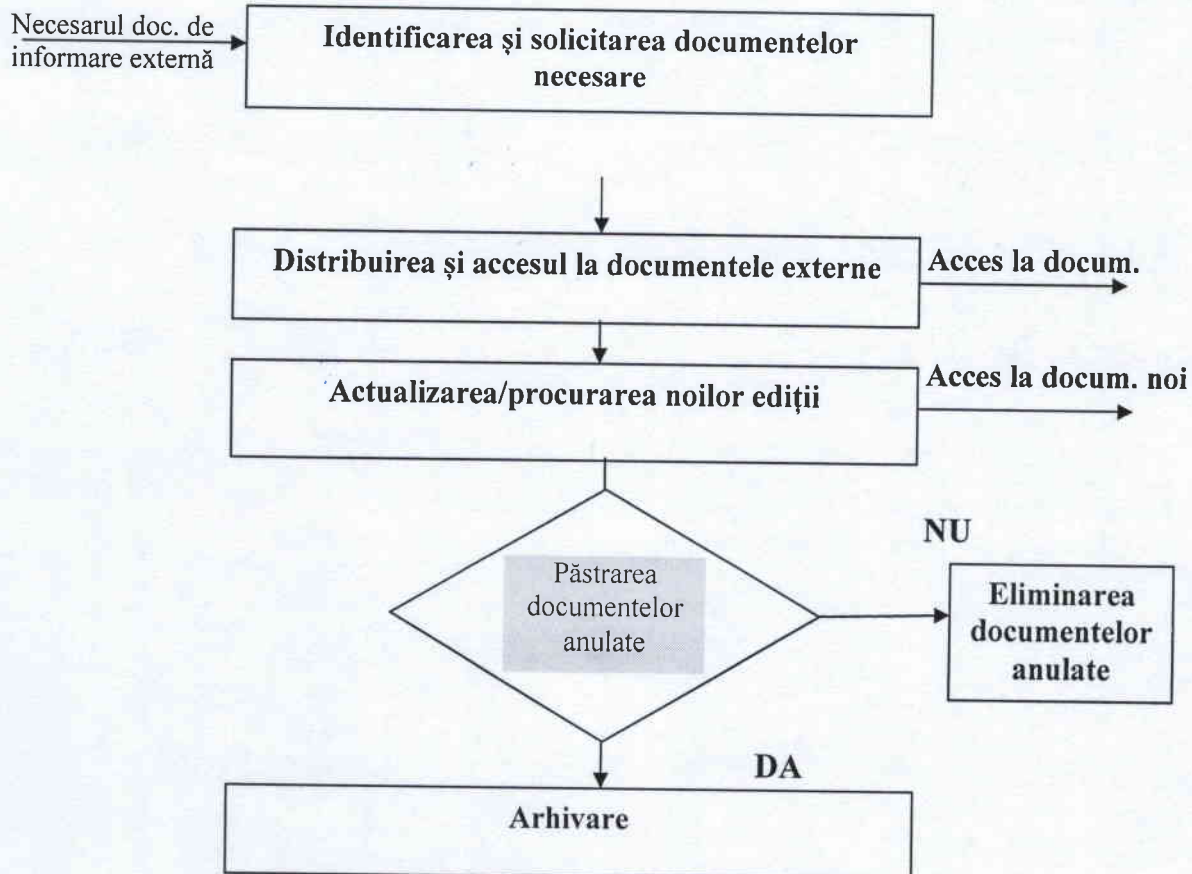 Necesarul doc. de
informare externă
Identificarea și solicitarea documentelor
necesare
Distribuirea și accesul la documentele externe
Acces la docum.
Actualizarea/procurarea noilor ediții
Acces la docum. noi
NU
Păstrarea
documentelor
anulate
Eliminarea
documentelor
anulate
DA
Arhivare